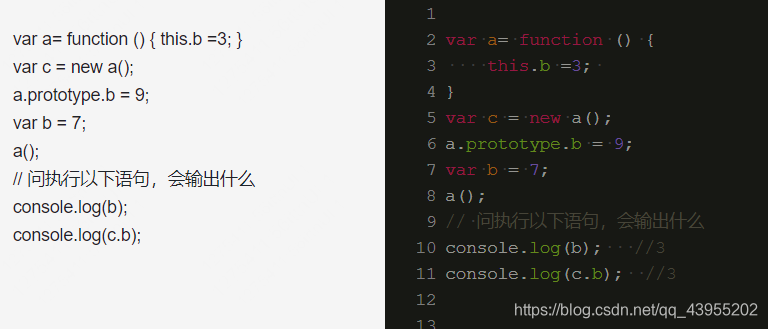 var a= function () { this.b =3; }
var c = new a();
a.prototype.b = 9;
var b = 7;
a();
// 问执行以下语句，会输出什么
console.log(b);
console.log(c.b);
1
2 var a= function () {
3 this.b =3;
4 }
5 var c = new a();
6 a.prototype.b = 9;
7 var b = 7;
8 a();
9 // 问执行以下语句，会输出什么
10 console.log(b); //3
11 console.log(c.b); //3
12
13
https://blog.csdn.net/qq_43955202